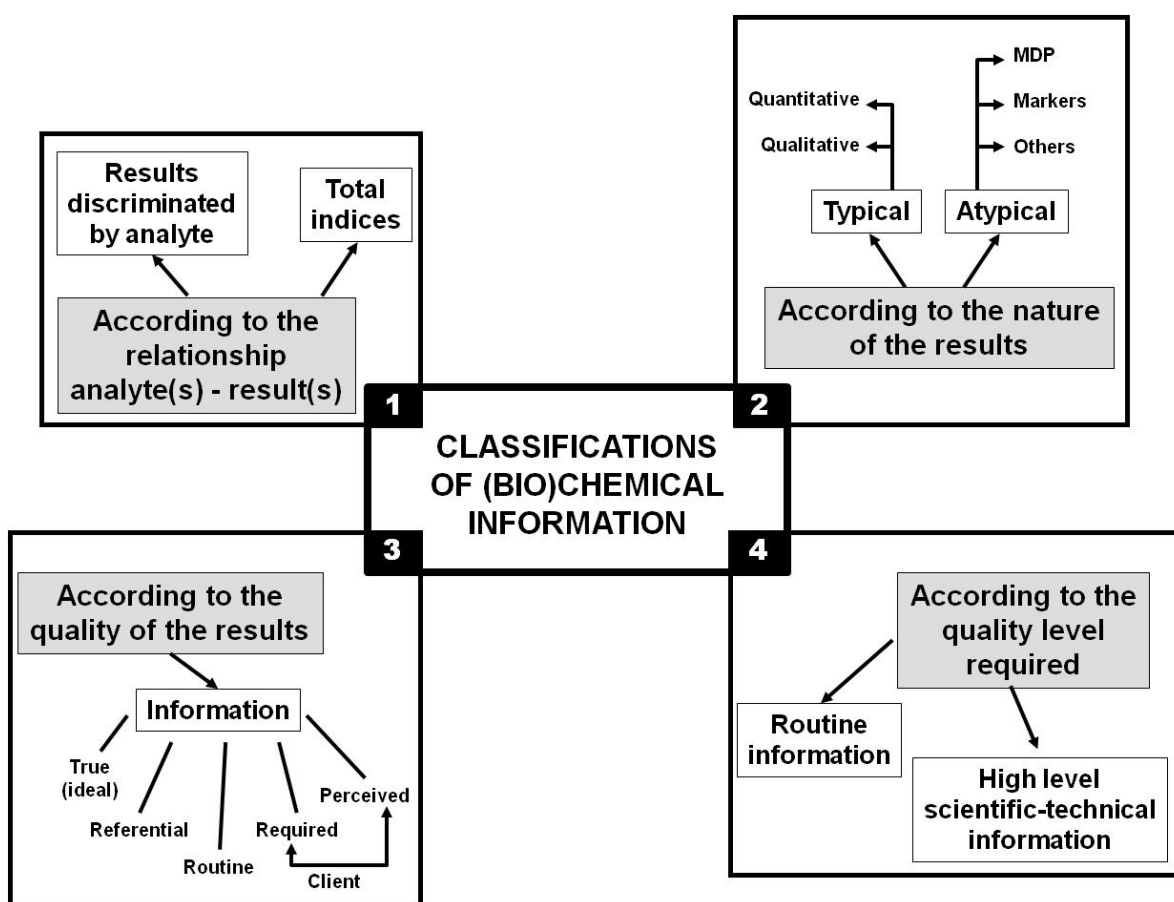 Results
discriminated
by analyte
Total
indices
According to the
relationship
analyte(s) - result(s)
1
MDP
Quantitative
Markers
Qualitative
Others
Typical
Atypical
According to the nature
of the results
2
CLASSIFICATIONS
OF (BIO)CHEMICAL
INFORMATION
3
According to the
quality of the results
Information
True
(ideal)
Referential
Routine
Required
Perceived
Client
4
According to the
quality level
required
Routine
information
High level
scientific-technical
information